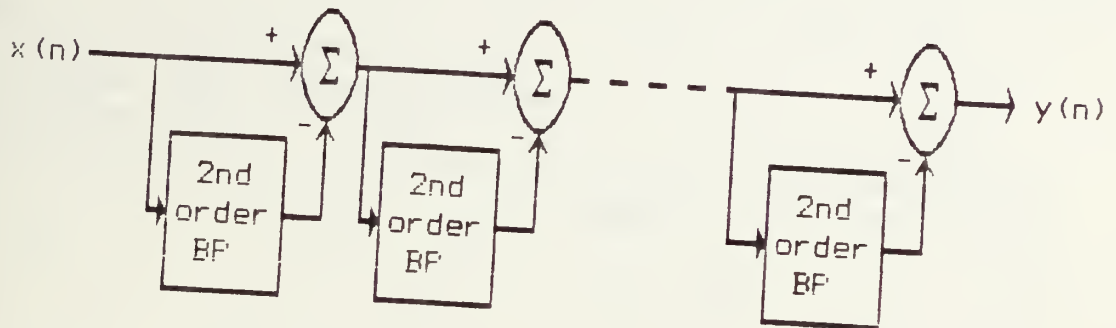 x(n)
+
Σ
-
2nd
order
BP
+
Σ
-
2nd
order
BP
+
Σ
-
2nd
order
BP
y(n)